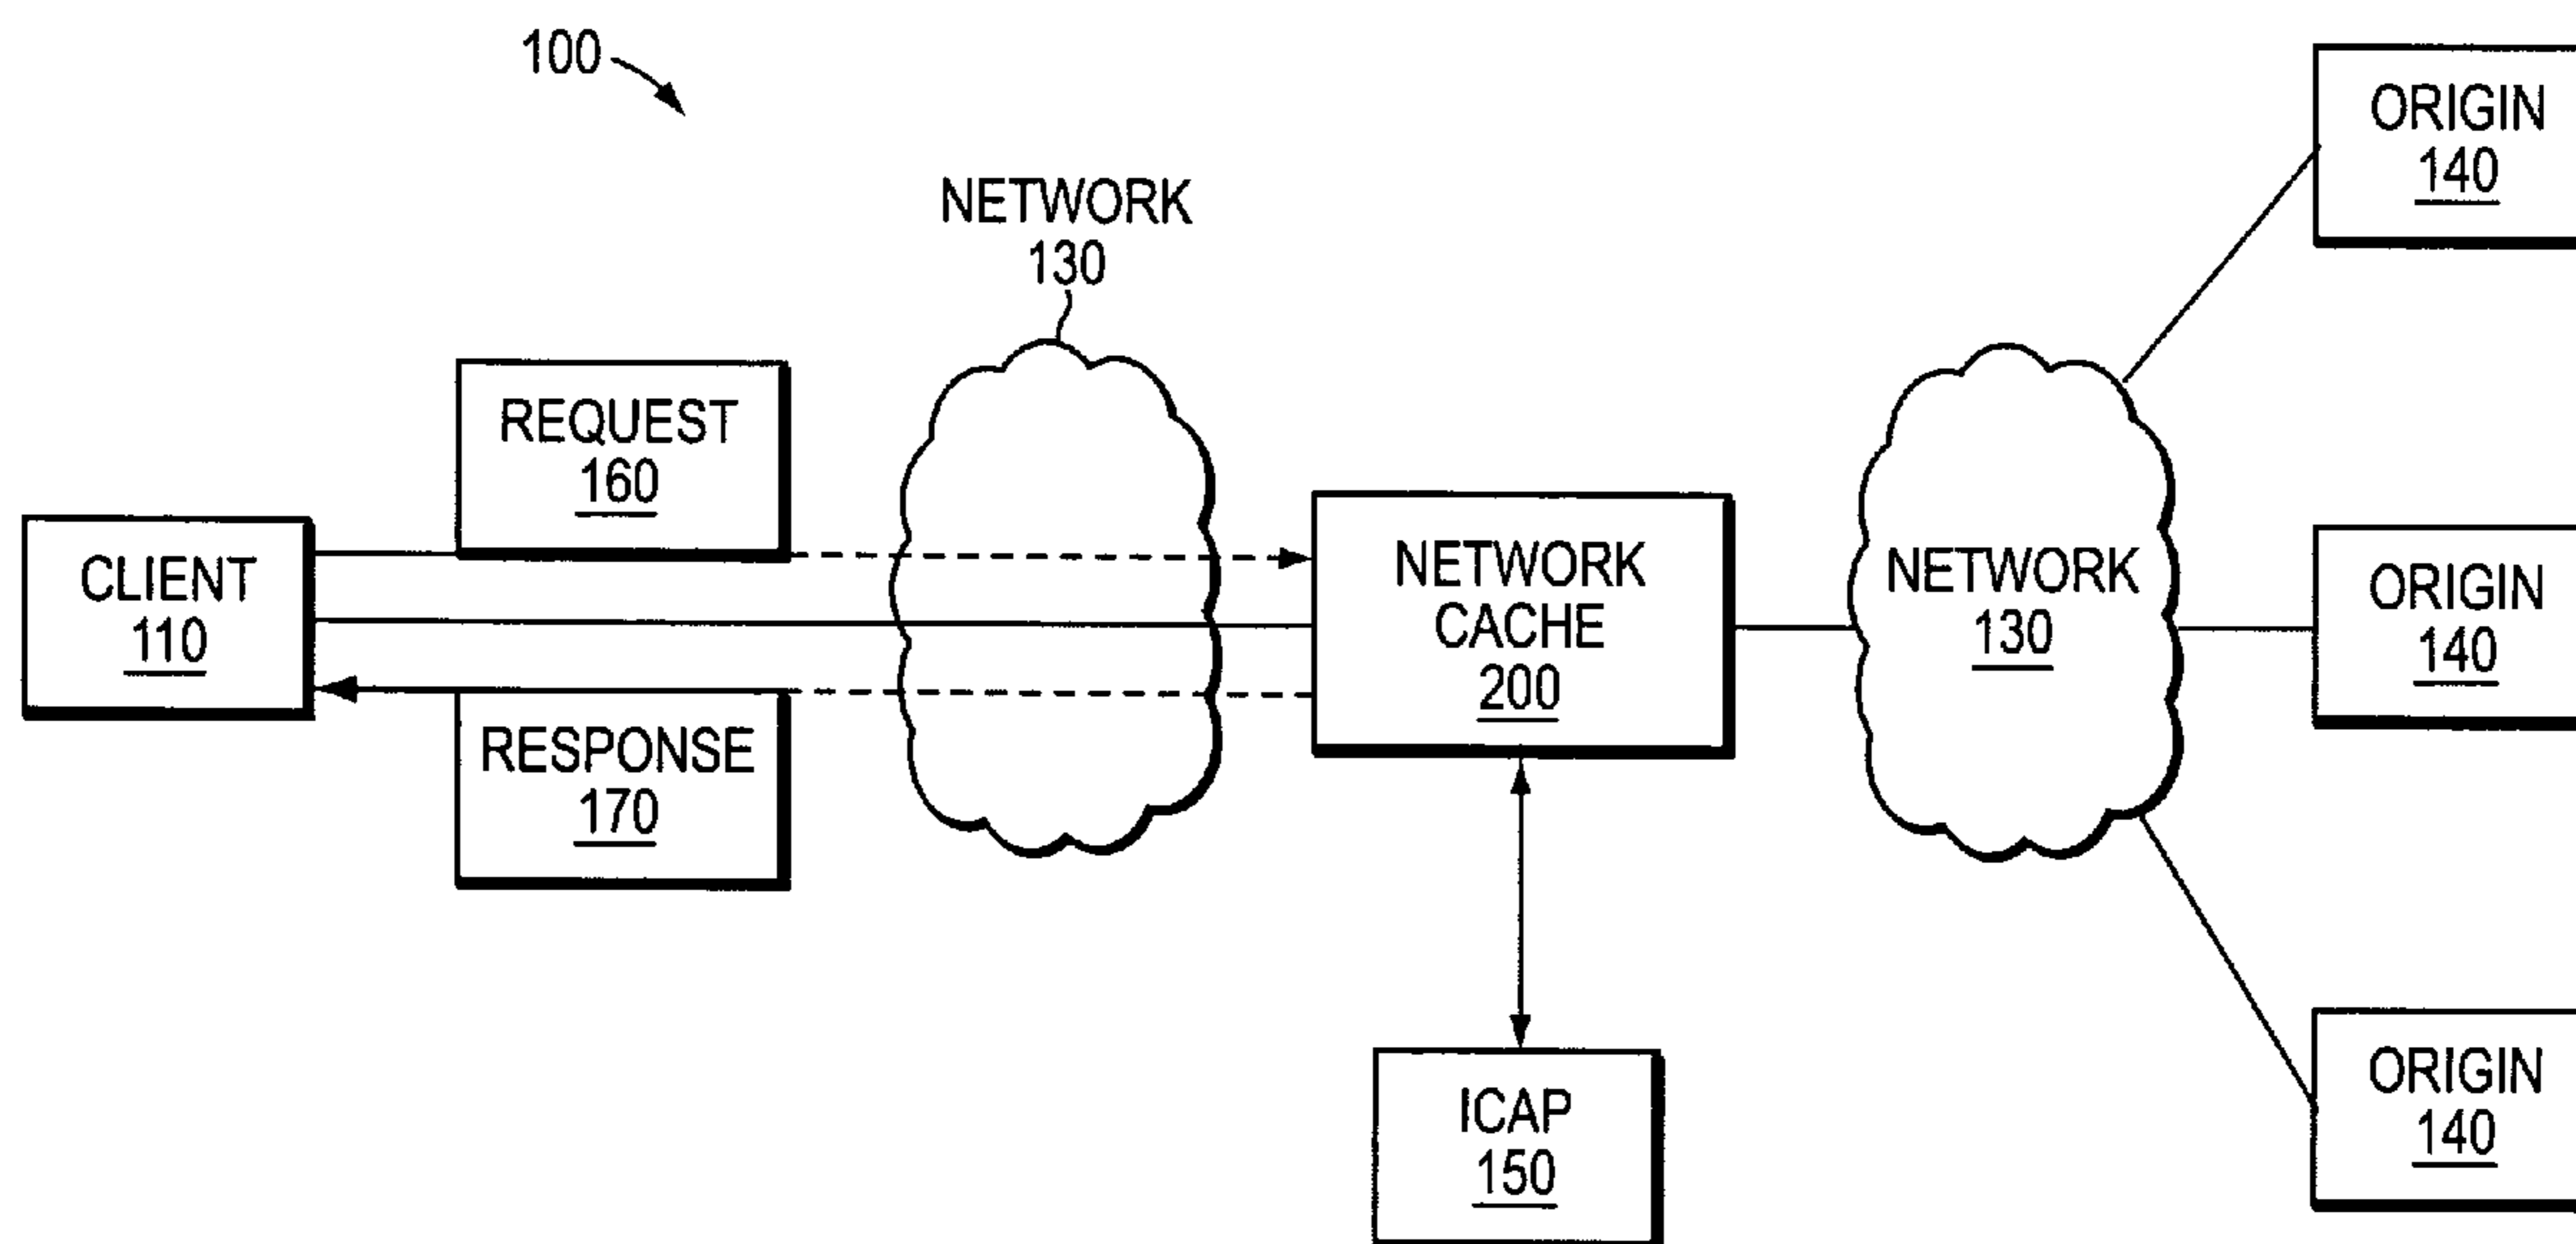 100
NETWORK
130
REQUEST
160
CLIENT
110
RESPONSE
170
NETWORK
CACHE
200
ICAP
150
NETWORK
130
ORIGIN
140
ORIGIN
140
ORIGIN
140